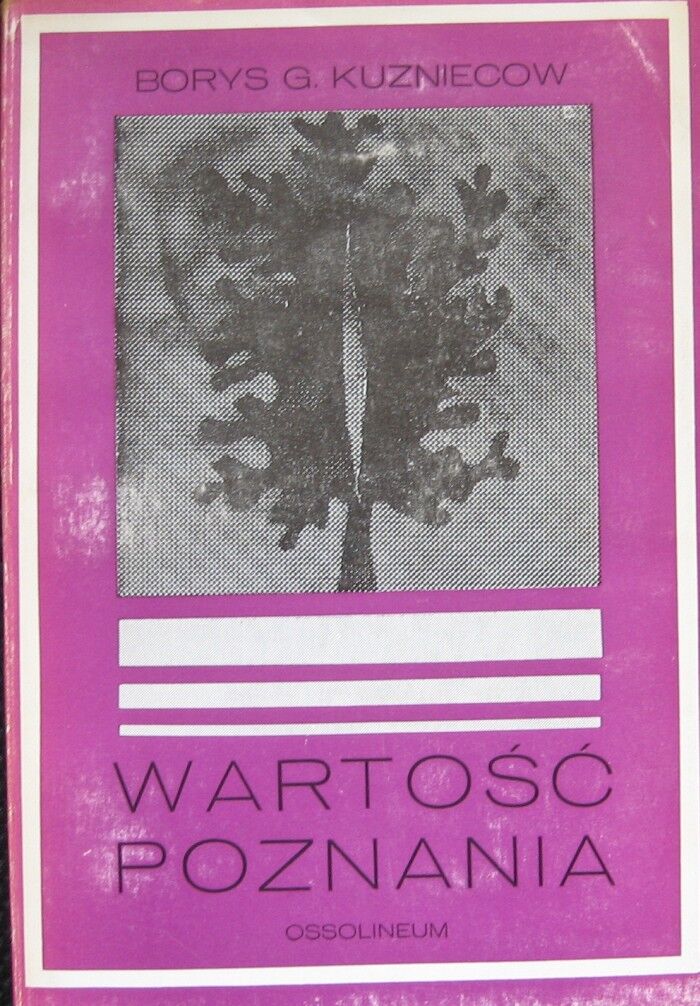 BORYS G. KUZNIECOW
WARTOŚĆ
POZNANIA
OSSOLINEUM